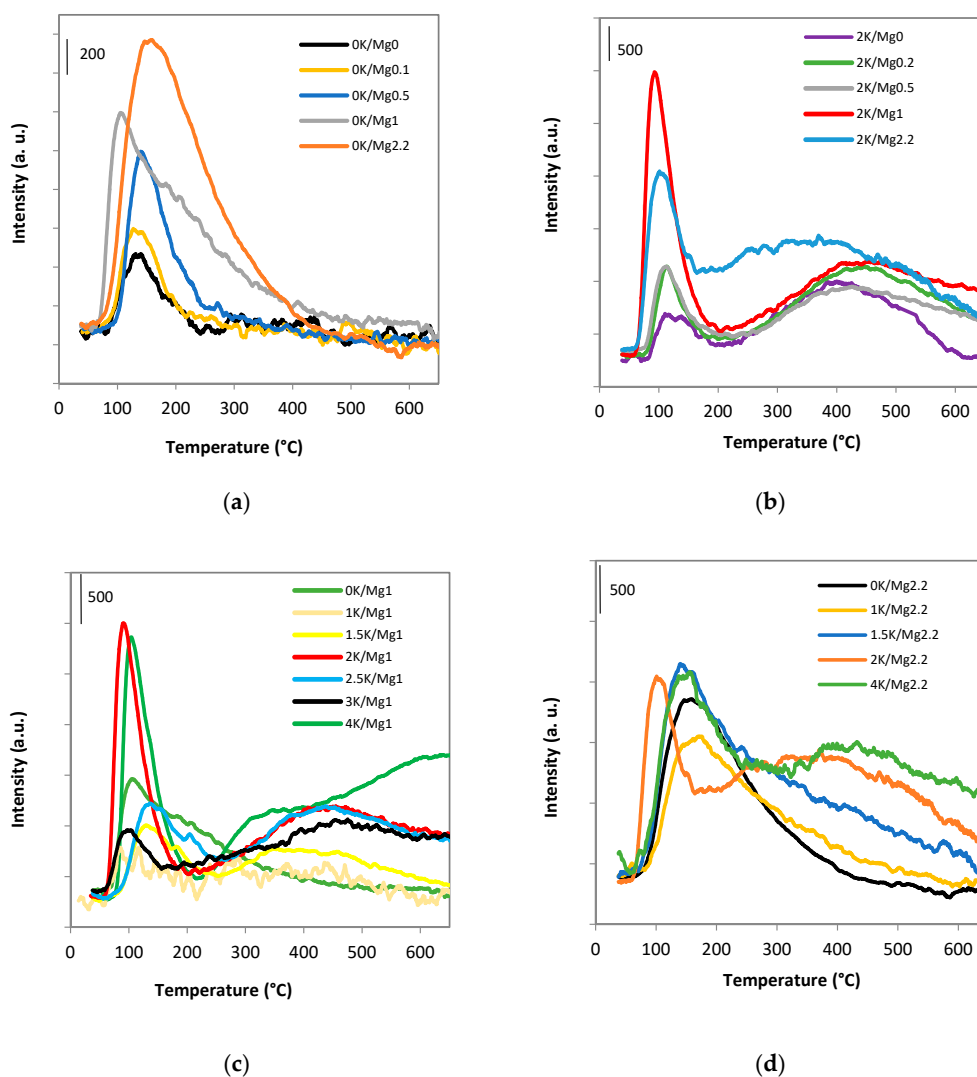 200
0K/Mg0
0K/Mg0.1
0K/Mg0.5
0K/Mg1
0K/Mg2.2
Intensity (a. u.)
0 100 200 300 400 500 600
Temperature (°C)
(a)
500
2K/Mg0
2K/Mg0.2
2K/Mg0.5
2K/Mg1
2K/Mg2.2
Intensity (a.u.)
0 100 200 300 400 500 600
Temperature (°C)
(b)
500
0K/Mg1
1K/Mg1
1.5K/Mg1
2K/Mg1
2.5K/Mg1
3K/Mg1
4K/Mg1
Intensity (a.u.)
0 100 200 300 400 500 600
Temperature (°C)
(c)
500
0K/Mg2.2
1K/Mg2.2
1.5K/Mg2.2
2K/Mg2.2
4K/Mg2.2
Intensity (a. u.)
0 100 200 300 400 500 600
Temperature (°C)
(d)